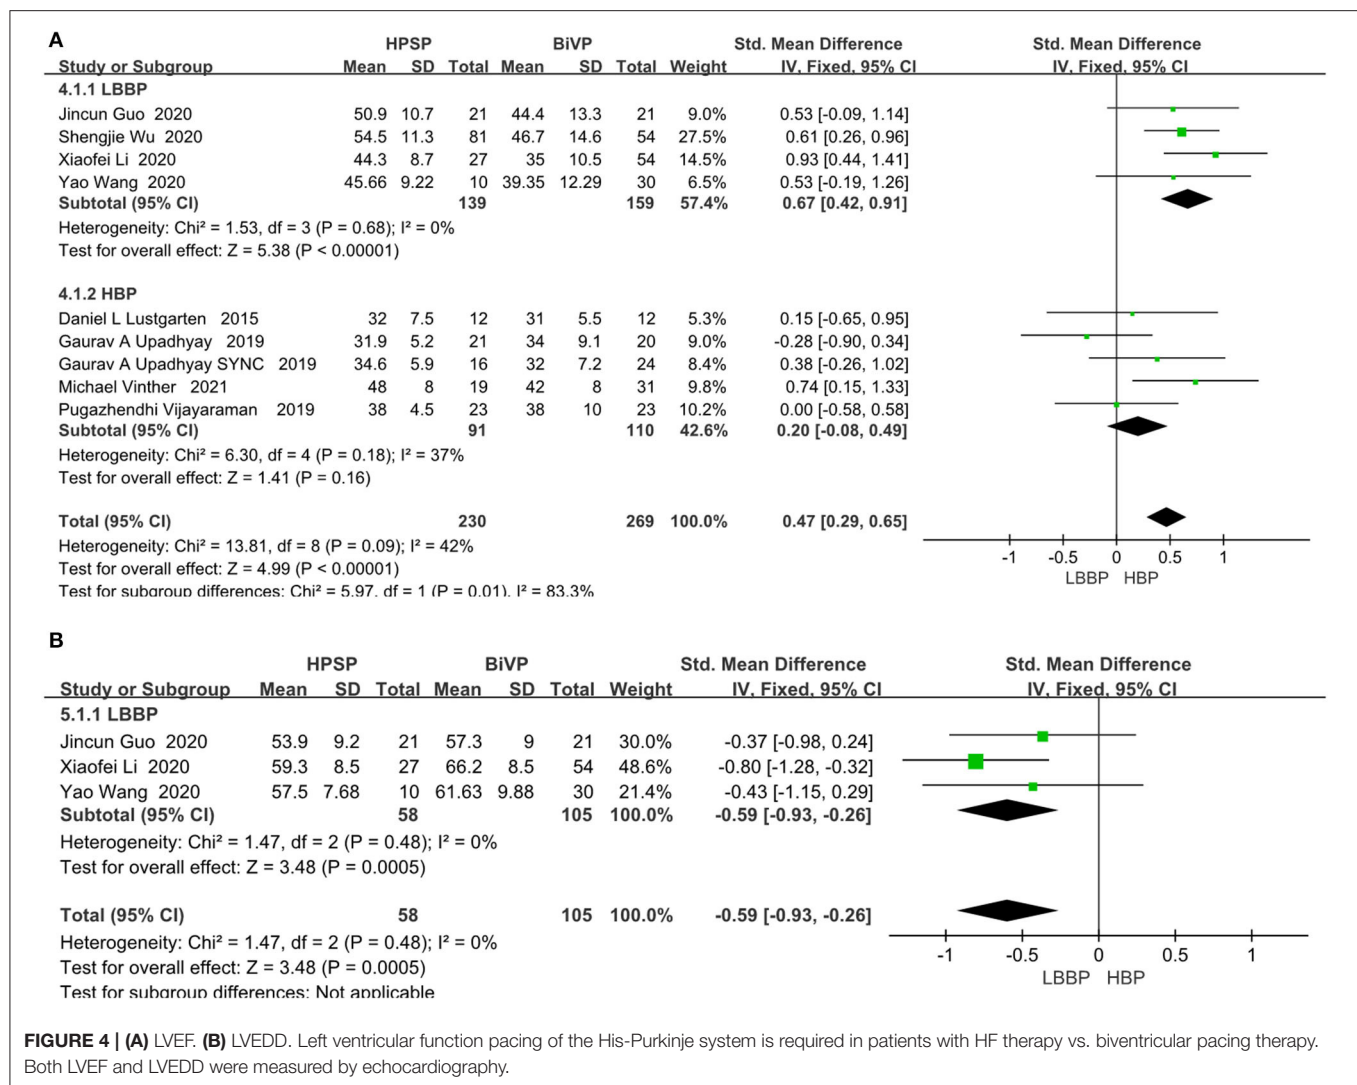 A
HPSP BiVP Std. Mean Difference Std. Mean Difference
Study or Subgroup Mean SD Total Mean SD Total Weight IV, Fixed, 95% CI IV, Fixed, 95% CI
4.1.1 LBBP
Jincun Guo 2020 50.9 10.7 21 44.4 13.3 21 9.0% 0.53 [-0.09, 1.14]
Shengjie Wu 2020 54.5 11.3 81 46.7 14.6 54 27.5% 0.61 [0.26, 0.96]
Xiaofei Li 2020 44.3 8.7 27 35 10.5 54 14.5% 0.93 [0.44, 1.41]
Yao Wang 2020 45.66 9.22 10 39.35 12.29 30 6.5% 0.53 [-0.19, 1.26]
Subtotal (95% CI) 139 159 57.4% 0.67 [0.42, 0.91]
Heterogeneity: Chi² = 1.53, df = 3 (P = 0.68); I² = 0%
Test for overall effect: Z = 5.38 (P < 0.00001)
4.1.2 HBP
Daniel L Lustgarten 2015 32 7.5 12 31 5.5 12 5.3% 0.15 [-0.65, 0.95]
Gaurav A Upadhyay 2019 31.9 5.2 21 34 9.1 20 9.0% -0.28 [-0.90, 0.34]
Gaurav A Upadhyay SYNC 2019 34.6 5.9 16 32 7.2 24 8.4% 0.38 [-0.26, 1.02]
Michael Vinther 2021 48 8 19 42 8 31 9.8% 0.74 [0.15, 1.33]
Pugazhendhi Vijayaraman 2019 38 4.5 23 38 10 23 10.2% 0.00 [-0.58, 0.58]
Subtotal (95% CI) 91 110 42.6% 0.20 [-0.08, 0.49]
Heterogeneity: Chi² = 6.30, df = 4 (P = 0.18); I² = 37%
Test for overall effect: Z = 1.41 (P = 0.16)
Total (95% CI) 230 269 100.0% 0.47 [0.29, 0.65]
Heterogeneity: Chi² = 13.81, df = 8 (P = 0.09); I² = 42%
Test for overall effect: Z = 4.99 (P < 0.00001)
Test for subgroup differences: Chi² = 5.97, df = 1 (P = 0.01), I² = 83.3%
-1 -0.5 0 0.5 1
LBBP HBP
B
HPSP BiVP Std. Mean Difference Std. Mean Difference
Study or Subgroup Mean SD Total Mean SD Total Weight IV, Fixed, 95% CI IV, Fixed, 95% CI
5.1.1 LBBP
Jincun Guo 2020 53.9 9.2 21 57.3 9 21 30.0% -0.37 [-0.98, 0.24]
Xiaofei Li 2020 59.3 8.5 27 66.2 8.5 54 48.6% -0.80 [-1.28, -0.32]
Yao Wang 2020 57.5 7.68 10 61.63 9.88 30 21.4% -0.43 [-1.15, 0.29]
Subtotal (95% CI) 58 105 100.0% -0.59 [-0.93, -0.26]
Heterogeneity: Chi² = 1.47, df = 2 (P = 0.48); I² = 0%
Test for overall effect: Z = 3.48 (P = 0.0005)
Total (95% CI) 58 105 100.0% -0.59 [-0.93, -0.26]
Heterogeneity: Chi² = 1.47, df = 2 (P = 0.48); I² = 0%
Test for overall effect: Z = 3.48 (P = 0.0005)
Test for subgroup differences: Not applicable
-1 -0.5 0 0.5 1
LBBP HBP
FIGURE 4 | (A) LVEF. (B) LVEDD. Left ventricular function pacing of the His-Purkinje system is required in patients with HF therapy vs. biventricular pacing therapy.
Both LVEF and LVEDD were measured by echocardiography.